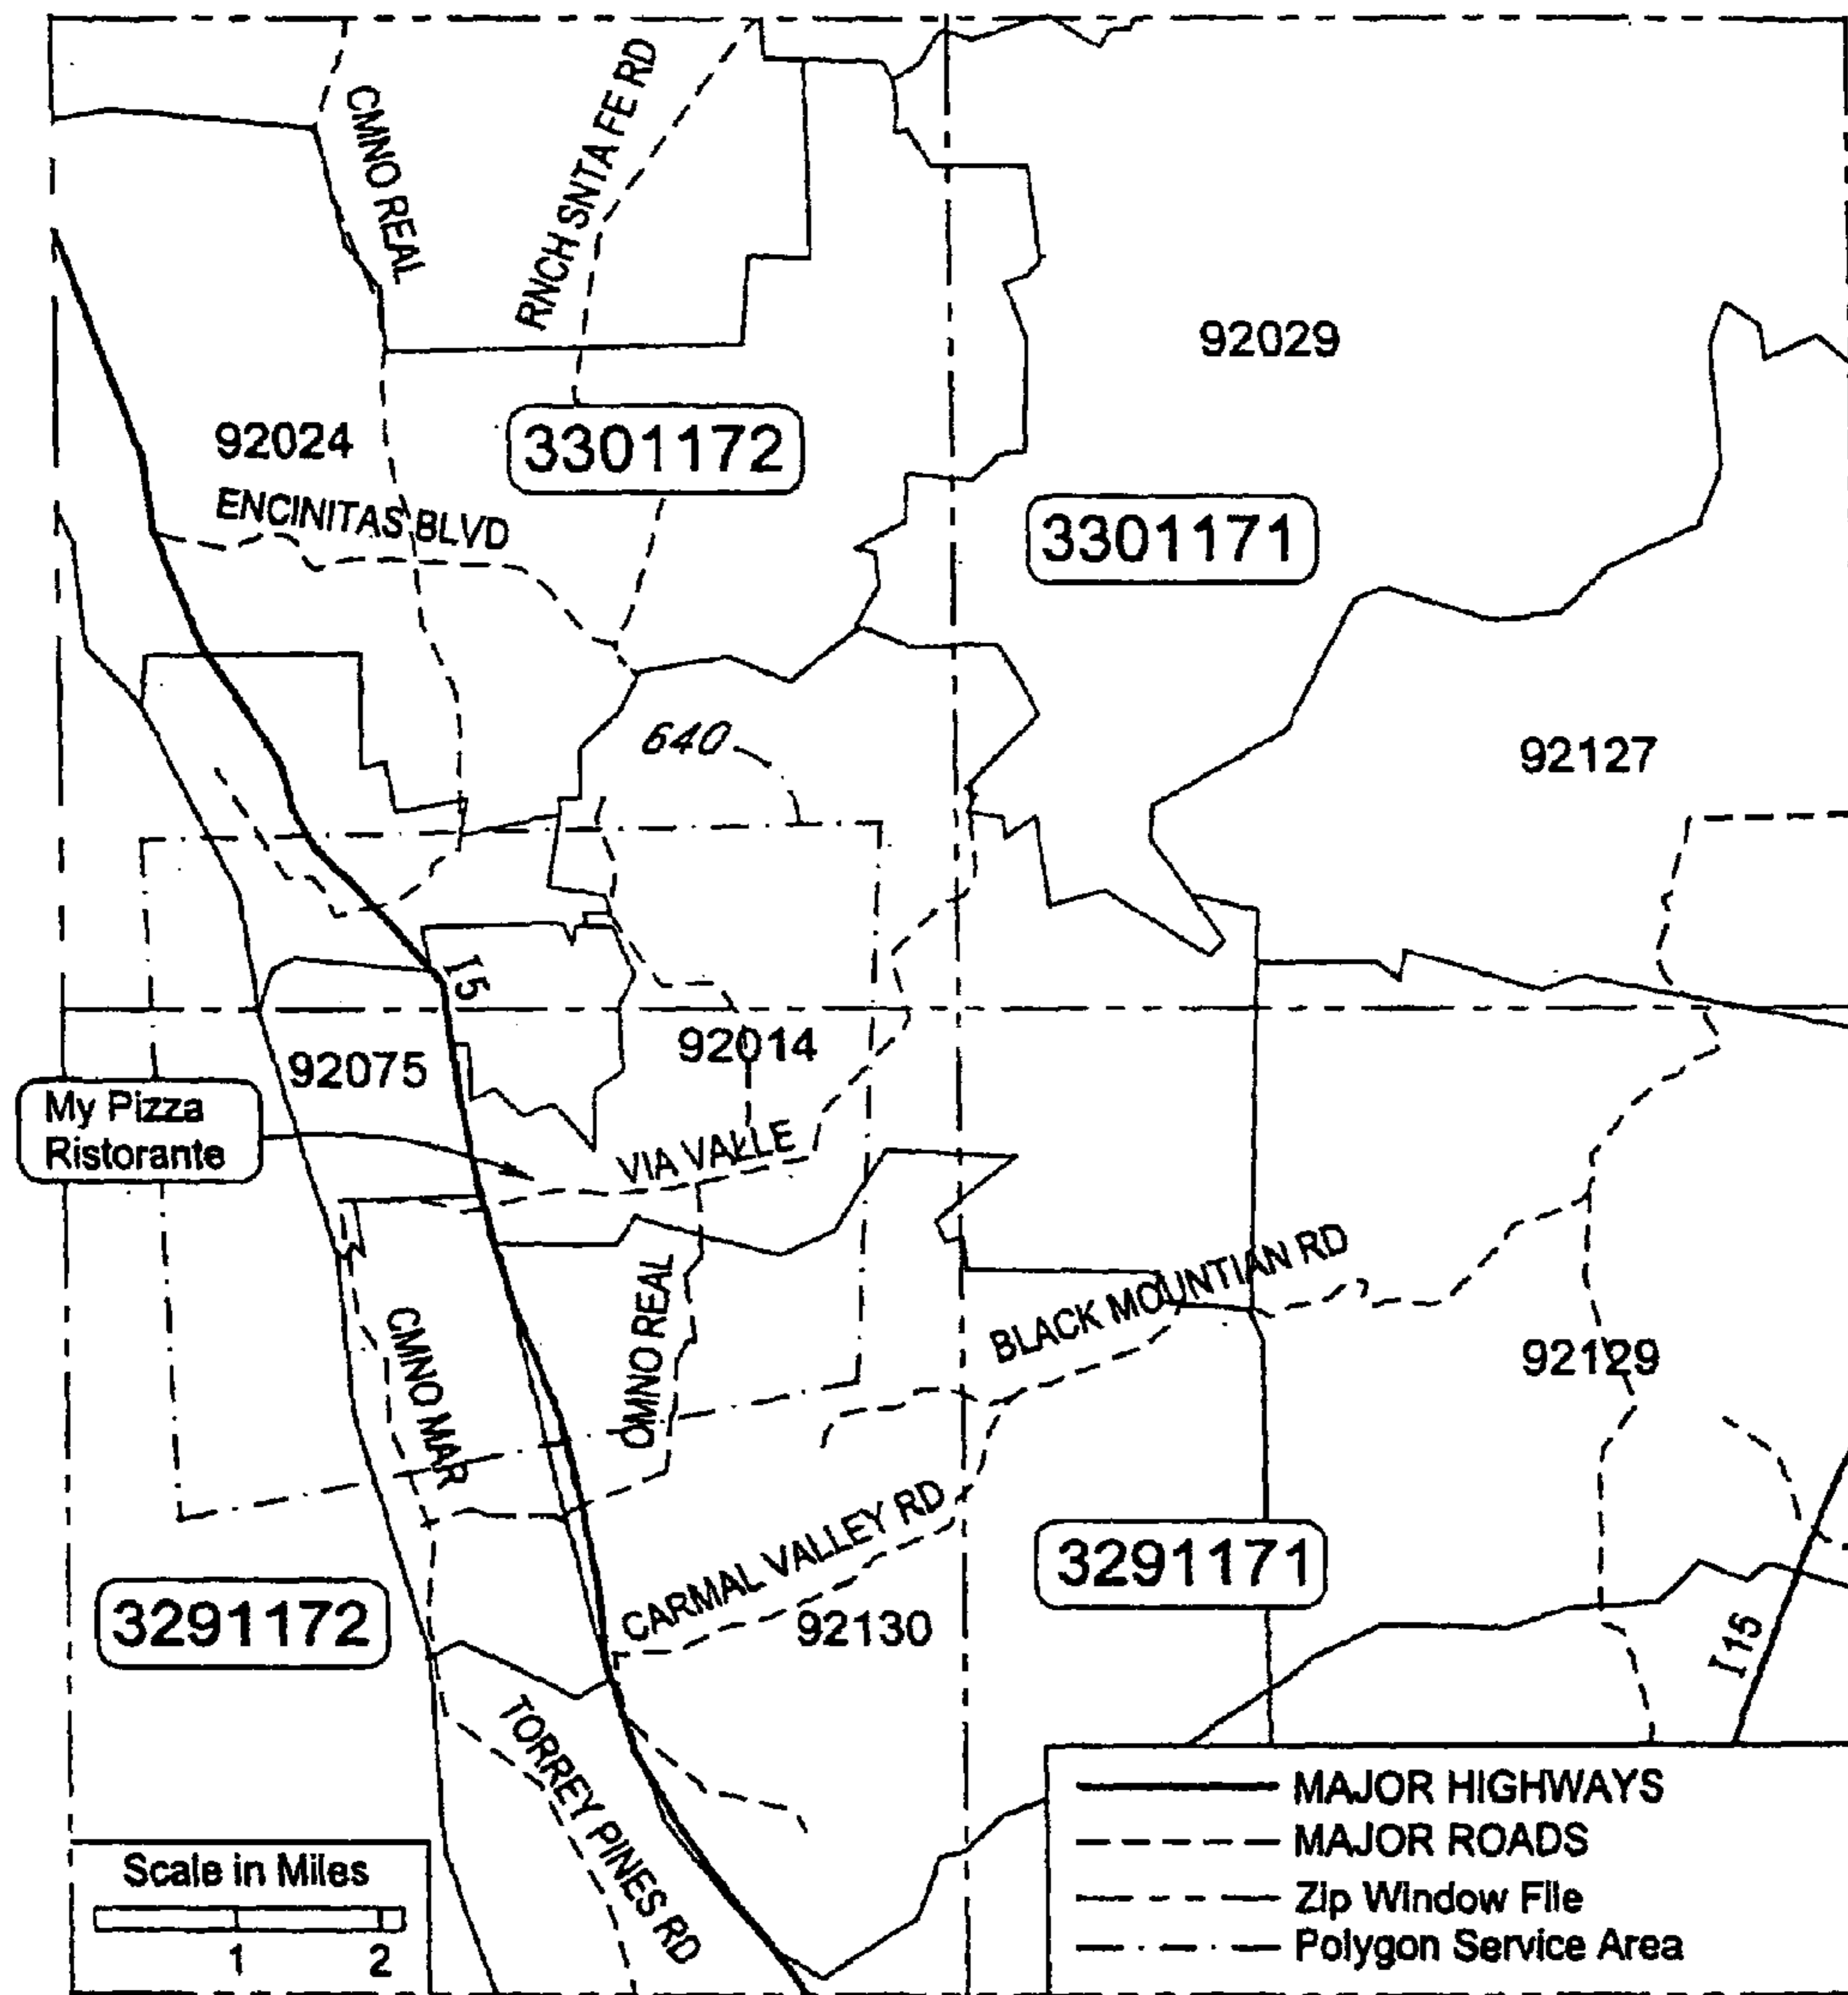 CMNO REAL
RNCH SNTA FE RD
92029
92024
3301172
ENCINITAS BLVD
3301171
640
92127
I5
92014
92075
My Pizza
Ristorante
VIA VALLE
BLACK MOUNTIAN RD
CMNO REAL
CMNO MAR
92129
CARMAL VALLEY RD
3291171
3291172
92130
I15
TORREY PINES RD
MAJOR HIGHWAYS
MAJOR ROADS
Zip Window File
Polygon Service Area
Scale in Miles
1 2